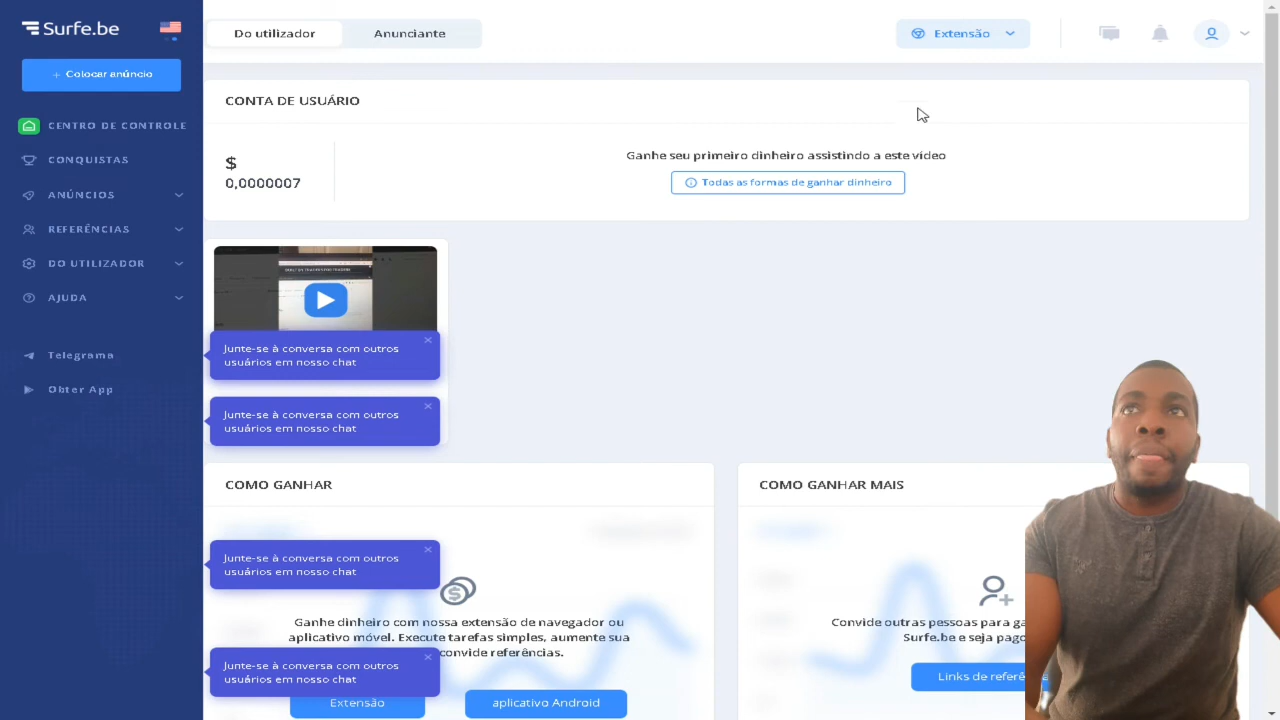 Surfe.be
Do utilizador
Anunciante
Extensão
+ Colocar anúncio
CENTRO DE CONTROLE
CONQUISTAS
ANÚNCIOS
REFERÊNCIAS
DO UTILIZADOR
AJUDA
Telegrama
Obter App
CONTA DE USUÁRIO
$
0,0000007
Ganhe seu primeiro dinheiro assistindo a este vídeo
Todas as formas de ganhar dinheiro
Junte-se à conversa com outros
usuários em nosso chat
Junte-se à conversa com outros
usuários em nosso chat
COMO GANHAR
Junte-se à conversa com outros
usuários em nosso chat
Ganhe dinheiro com nossa extensão de navegador ou
aplicativo móvel. Execute tarefas simples, aumente sua
convide referências.
Junte-se à conversa com outros
usuários em nosso chat
Extensão
aplicativo Android
COMO GANHAR MAIS
Convide outras pessoas para
Surfe.be e seja
Links de